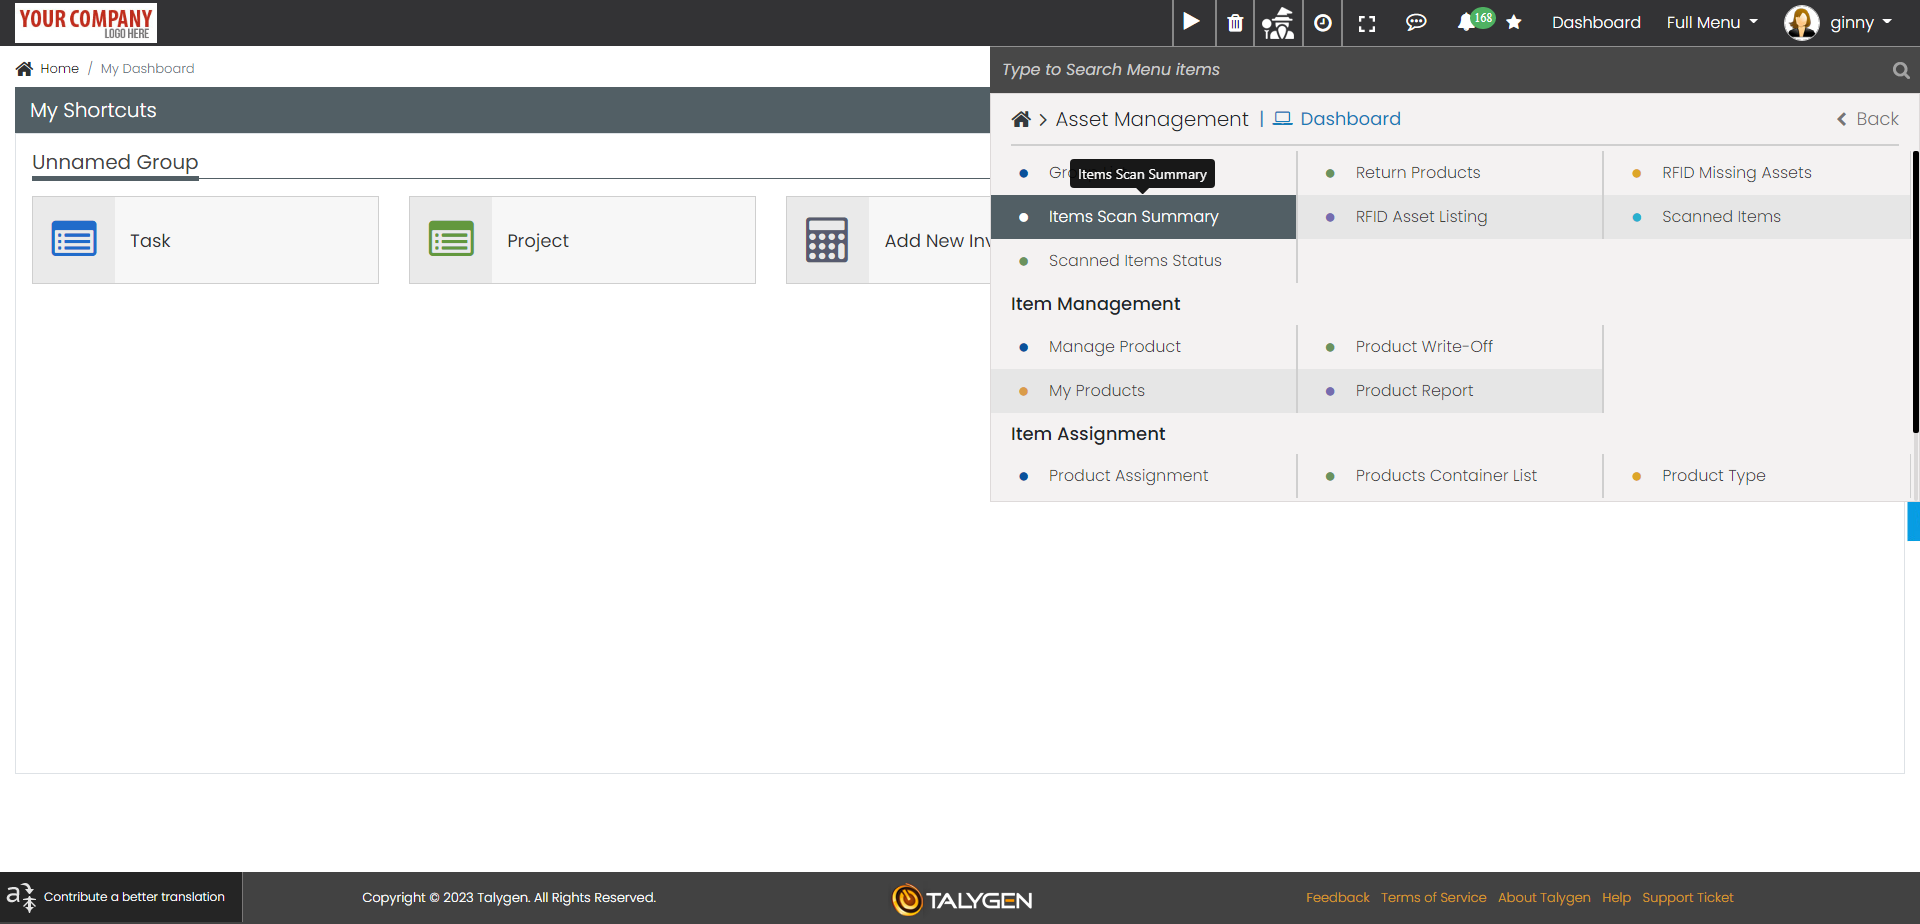 YOUR COMPANY
LOGO HERE
168
Dashboard
Full Menu
ginny
Home / My Dashboard
Type to Search Menu items
My Shortcuts
Asset Management | Dashboard
Back
Unnamed Group
Items Scan Summary
Return Products
RFID Missing Assets
Items Scan Summary
RFID Asset Listing
Scanned Items
Scanned Items Status
Task
Project
Add New Inv
Item Management
Manage Product
Product Write-Off
My Products
Product Report
Item Assignment
Product Assignment
Products Container List
Product Type
Contribute a better translation
Copyright © 2023 Talygen. All Rights Reserved.
TALYGEN
Feedback Terms of Service About Talygen Help Support Ticket